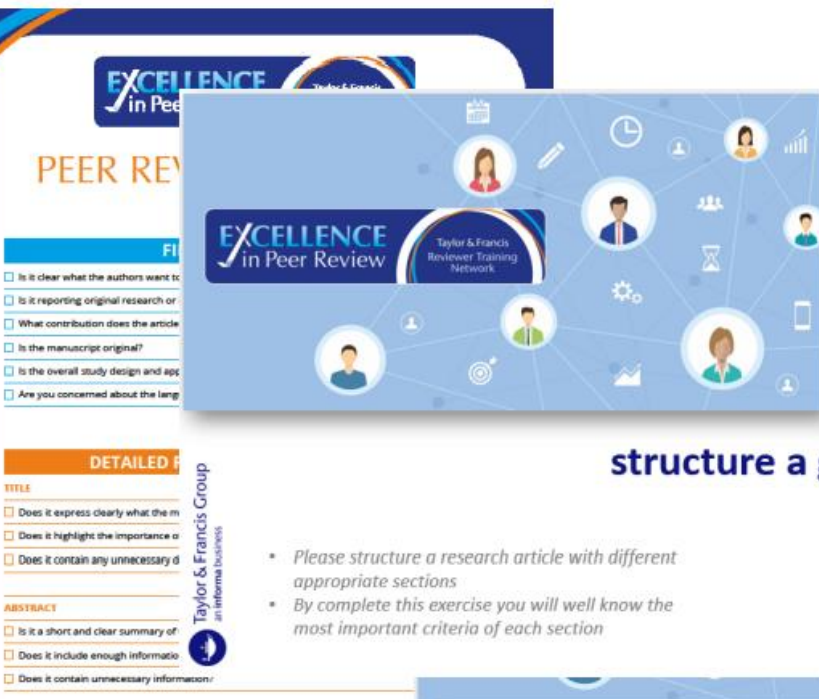 EXCELLENCE
in Pee
Taylor & Francis
PEER REV
FI
Is it clear what the authors want to
Is it reporting original research or
What contribution does the article
Is the manuscript original?
Is the overall study design and app
Are you concerned about the lang
DETAILED
TITLE
Does it express clearly what the m
Does it highlight the importance o
Does it contain any unnecessary d
ABSTRACT
Is it a short and clear summary of
Does it include enough informatio
Does it contain unnecessary information?
EXCELLENCE
in Peer Review
Taylor & Francis
Reviewer Training
Network
structure a
Taylor & Francis Group
an informa business
• Please structure a research article with different
appropriate sections
• By complete this exercise you will well know the
most important criteria of each section